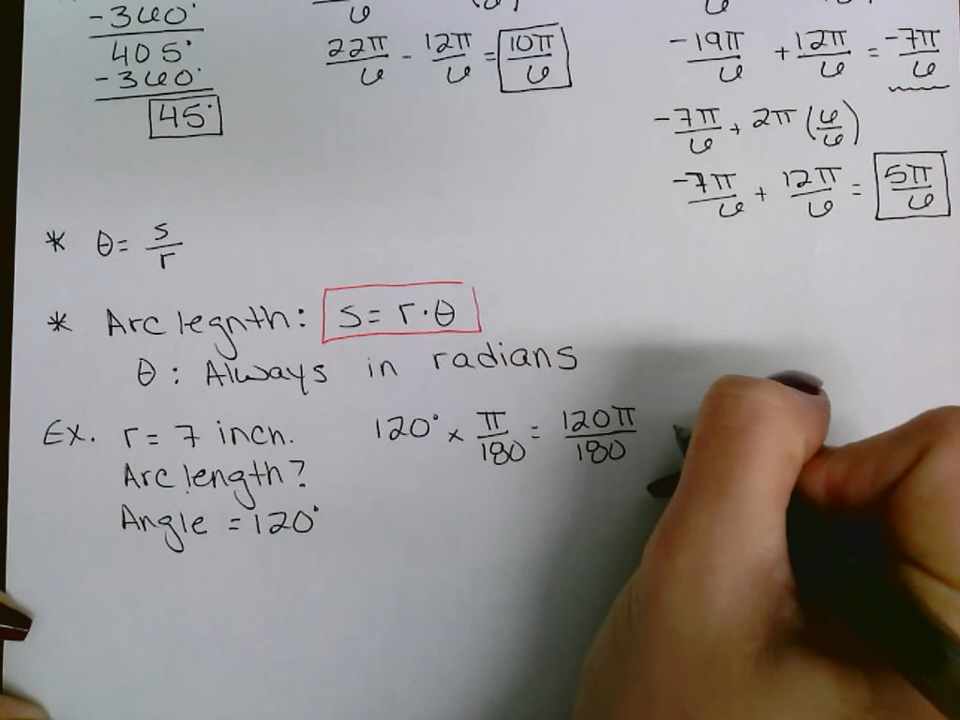 -360°
405°
-360°
45°
6
22π/6 - 12π/6 = 10π/6
6
-19π/6 + 12π/6 = -7π/6
-7π/6 + 2π (6/6)
-7π/6 + 12π/6 = 5π/6
* θ = s/r
* Arc legnth: s = r·θ
θ: Always in radians
Ex. r = 7 inch.
Arc length?
Angle = 120°
120° x π/180 = 120π/180